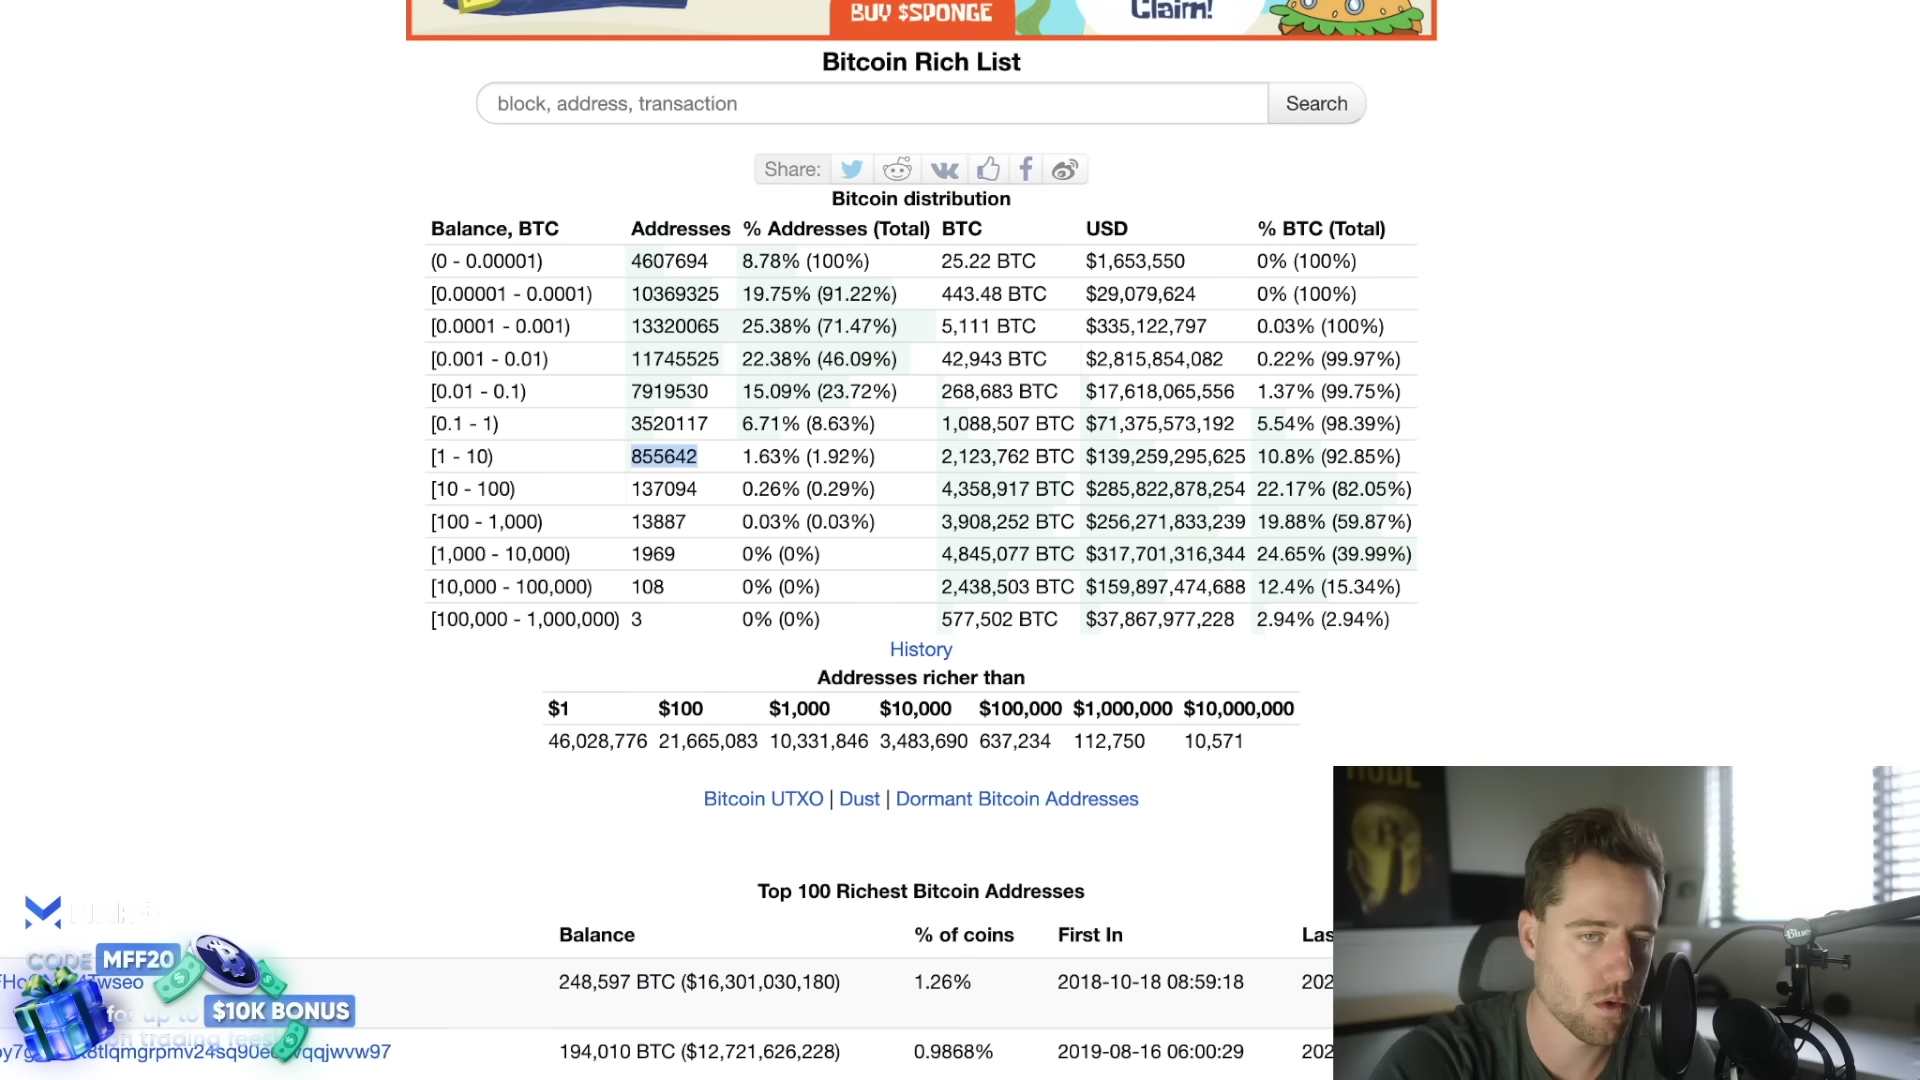 BUY $SPONGE
Claim!
Bitcoin Rich List
block, address, transaction
Search
Share:
Bitcoin distribution
Balance, BTC Addresses % Addresses (Total) BTC USD % BTC (Total)
(0 - 0.00001) 4607694 8.78% (100%) 25.22 BTC $1,653,550 0% (100%)
[0.00001 - 0.0001) 10369325 19.75% (91.22%) 443.48 BTC $29,079,624 0% (100%)
[0.0001 - 0.001) 13320065 25.38% (71.47%) 5,111 BTC $335,122,797 0.03% (100%)
[0.001 - 0.01) 11745525 22.38% (46.09%) 42,943 BTC $2,815,854,082 0.22% (99.97%)
[0.01 - 0.1) 7919530 15.09% (23.72%) 268,683 BTC $17,618,065,556 1.37% (99.75%)
[0.1 - 1) 3520117 6.71% (8.63%) 1,088,507 BTC $71,375,573,192 5.54% (98.39%)
[1 - 10) 855642 1.63% (1.92%) 2,123,762 BTC $139,259,295,625 10.8% (92.85%)
[10 - 100) 137094 0.26% (0.29%) 4,358,917 BTC $285,822,878,254 22.17% (82.05%)
[100 - 1,000) 13887 0.03% (0.03%) 3,908,252 BTC $256,271,833,239 19.88% (59.87%)
[1,000 - 10,000) 1969 0% (0%) 4,845,077 BTC $317,701,316,344 24.65% (39.99%)
[10,000 - 100,000) 108 0% (0%) 2,438,503 BTC $159,897,474,688 12.4% (15.34%)
[100,000 - 1,000,000) 3 0% (0%) 577,502 BTC $37,867,977,228 2.94% (2.94%)
History
Addresses richer than
$1 $100 $1,000 $10,000 $100,000 $1,000,000 $10,000,000
46,028,776 21,665,083 10,331,846 3,483,690 637,234 112,750 10,571
Bitcoin UTXO | Dust | Dormant Bitcoin Addresses
Top 100 Richest Bitcoin Addresses
Balance % of coins First In Las
248,597 BTC ($16,301,030,180) 1.26% 2018-10-18 08:59:18 202
194,010 BTC ($12,721,626,228) 0.9868% 2019-08-16 06:00:29 202
CODE MFF20
for up to $10K BONUS
on trading fees
HODL
Blue